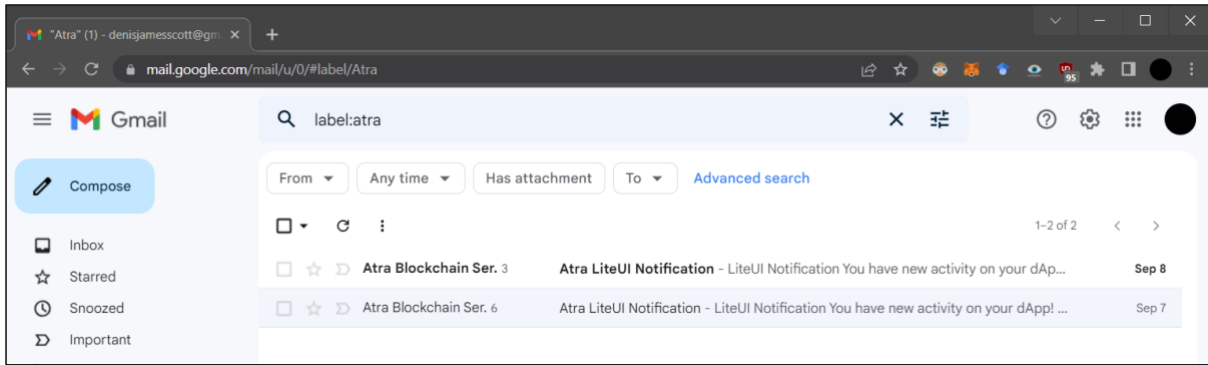 "Atra" (1) - denisjamesscott@gm
mail.google.com/mail/u/0/#label/Atra
95
Gmail
label:atra
Compose
From
Any time
Has attachment
To
Advanced search
1–2 of 2
Inbox
Atra Blockchain Ser. 3 Atra LiteUI Notification - LiteUI Notification You have new activity on your dAp... Sep 8
Starred
Atra Blockchain Ser. 6 Atra LiteUI Notification - LiteUI Notification You have new activity on your dApp! ... Sep 7
Snoozed
Important